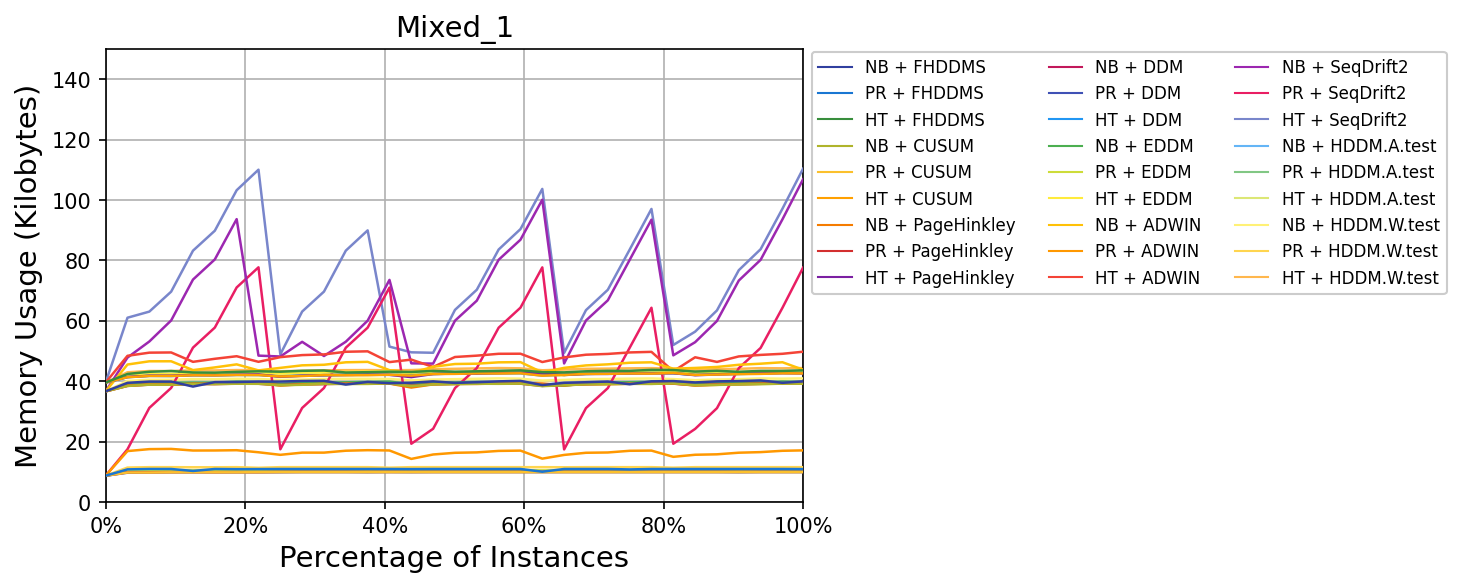 Mixed_1
Memory Usage (Kilobytes)
140
120
100
80
60
40
20
0
0%
20%
40%
60%
80%
100%
Percentage of Instances
NB + FHDDMS
PR + FHDDMS
HT + FHDDMS
NB + CUSUM
PR + CUSUM
HT + CUSUM
NB + PageHinkley
PR + PageHinkley
HT + PageHinkley
NB + DDM
PR + DDM
HT + DDM
NB + EDDM
PR + EDDM
HT + EDDM
NB + ADWIN
PR + ADWIN
HT + ADWIN
NB + SeqDrift2
PR + SeqDrift2
HT + SeqDrift2
NB + HDDM.A.test
PR + HDDM.A.test
HT + HDDM.A.test
NB + HDDM.W.test
PR + HDDM.W.test
HT + HDDM.W.test